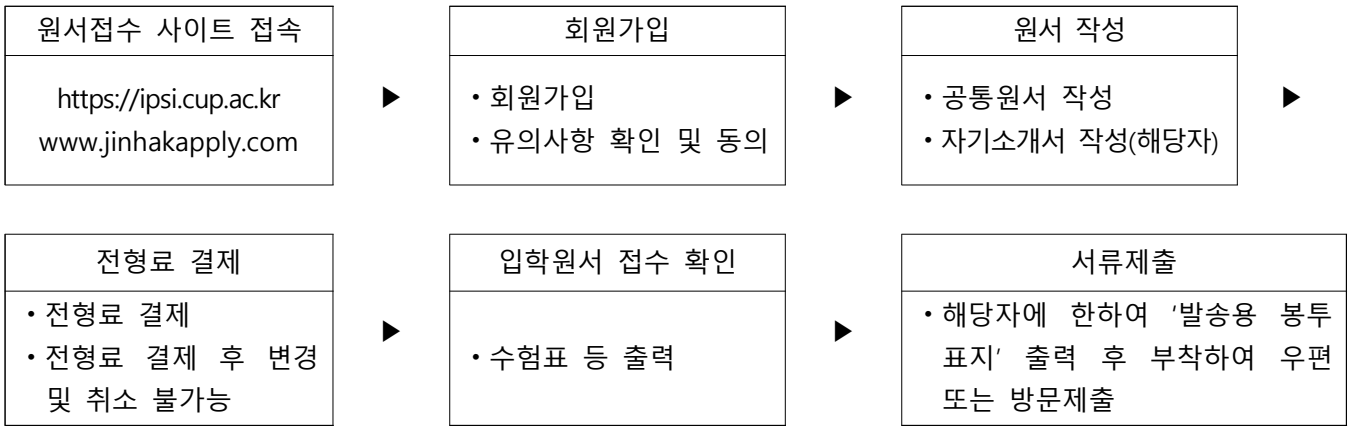 원서접수 사이트 접속
https://ipsi.cup.ac.kr
www.jinhakapply.com
▶
회원가입
・회원가입
・유의사항 확인 및 동의
▶
원서 작성
・공통원서 작성
・자기소개서 작성(해당자)
▶
전형료 결제
・전형료 결제
・전형료 결제 후 변경
및 취소 불가능
▶
입학원서 접수 확인
・수험표 등 출력
▶
서류제출
・해당자에 한하여 '발송용 봉투
표지' 출력 후 부착하여 우편
또는 방문제출